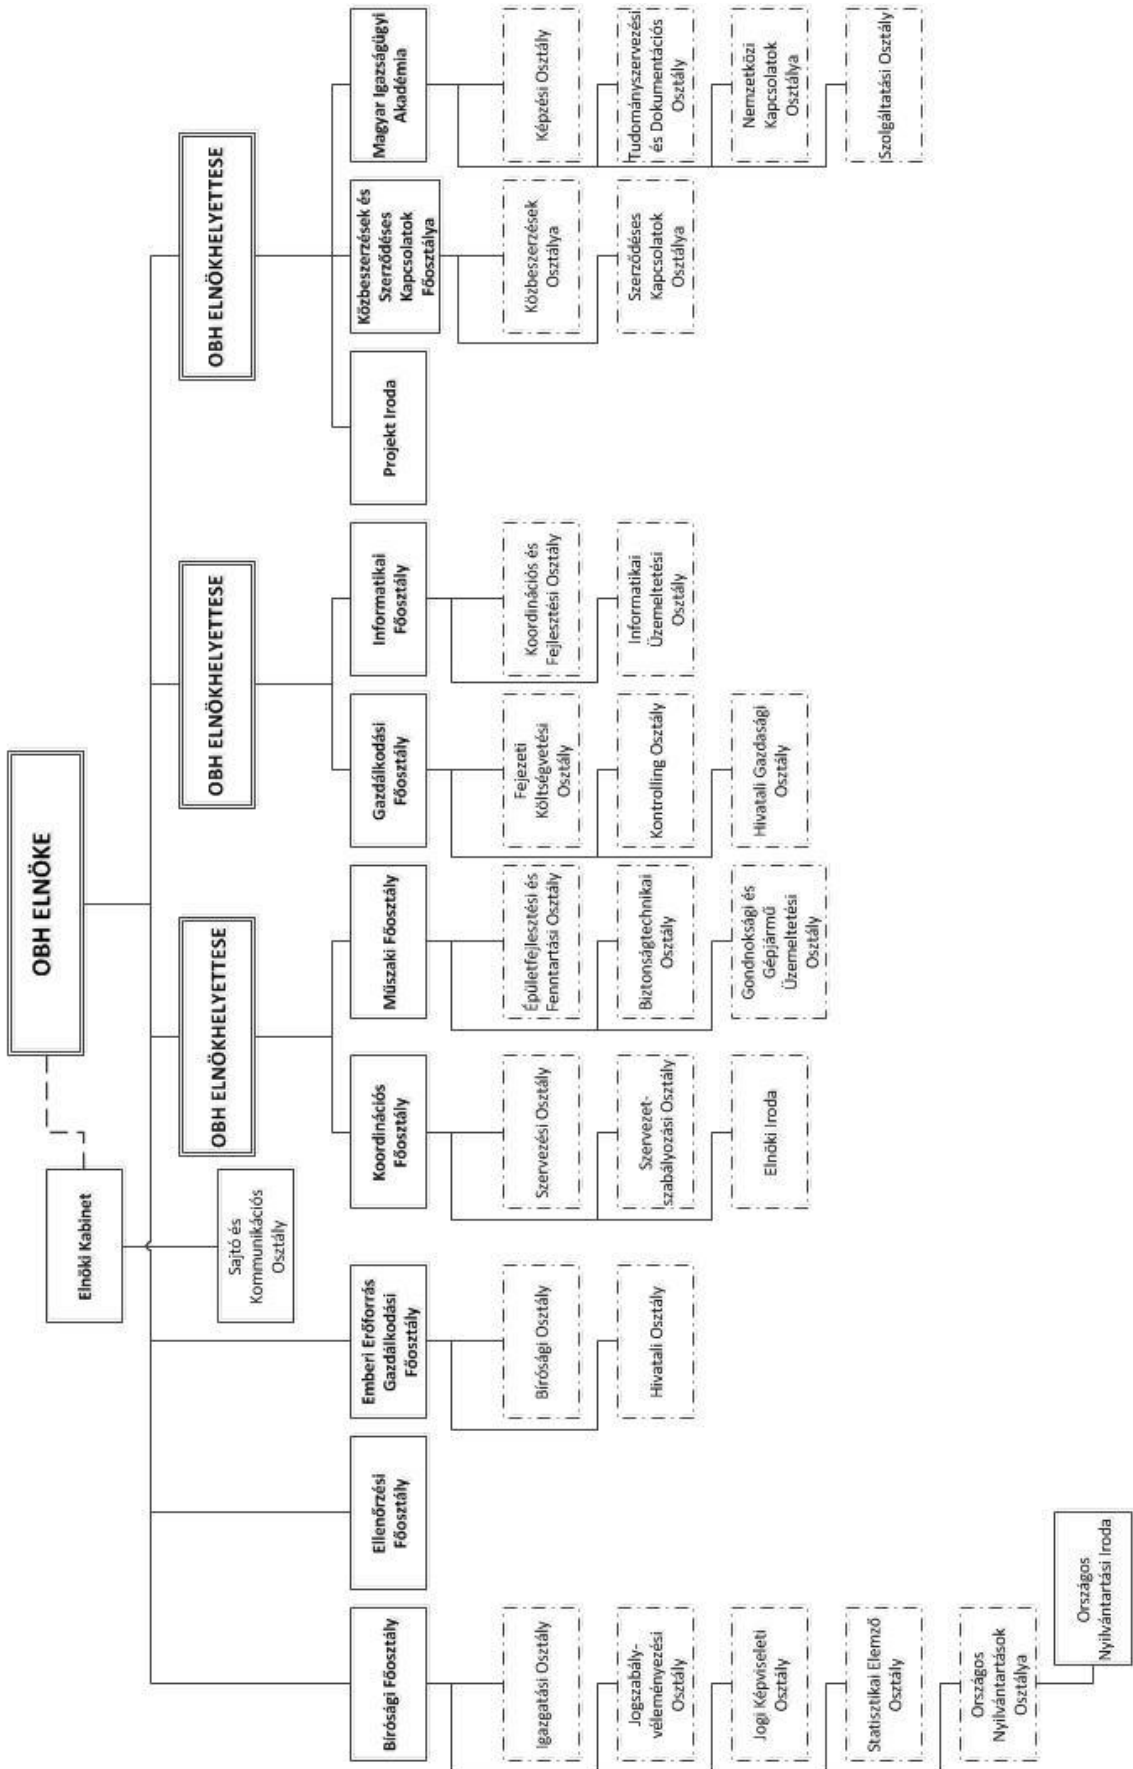 OBH ELNÖKE
Elnöki Kabinet
Sajtó és
Kommunikációs
Osztály
OBH ELNÖKHELYETTESE
OBH ELNÖKHELYETTESE
OBH ELNÖKHELYETTESE
Bírósági Főosztály
Ellenőrzési
Főosztály
Emberi Erőforrás
Gazdálkodási
Főosztály
Koordinációs
Főosztály
Műszaki Főosztály
Gazdálkodási
Főosztály
Informatikai
Főosztály
Projekt Iroda
Közbeszerzések és
Szerződéses
Kapcsolatok
Főosztálya
Magyar Igazságügyi
Akadémia
Igazgatási Osztály
Bírósági Osztály
Szervezési Osztály
Épületfejlesztési és
Fenntartási Osztály
Fejezeti
Költségvetési
Osztály
Koordinációs és
Fejlesztési Osztály
Közbeszerzések
Osztálya
Képzési Osztály
Jogszabály-
véleményezési
Osztály
Hivatali Osztály
Szervezet-
szabályozási Osztály
Biztonságtechnikai
Osztály
Kontrolling Osztály
Informatikai
Üzemeltetési
Osztály
Szerződéses
Kapcsolatok
Osztálya
Tudományszervezési
és Dokumentációs
Osztály
Jogi Képviseleti
Osztály
Elnöki Iroda
Gondnoksági és
Gépjármű
Üzemeltetési
Osztály
Hivatali Gazdasági
Osztály
Nemzetközi
Kapcsolatok
Osztálya
Statisztikai Elemző
Osztály
Szolgáltatási Osztály
Országos
Nyilvántartások
Osztálya
Országos
Nyilvántartási Iroda